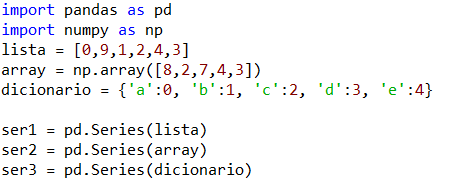 import pandas as pd
import numpy as np
lista = [0,9,1,2,4,3]
array = np.array([8,2,7,4,3])
dicionario = {'a':0, 'b':1, 'c':2, 'd':3, 'e':4}
ser1 = pd.Series(lista)
ser2 = pd.Series(array)
ser3 = pd.Series(dicionario)